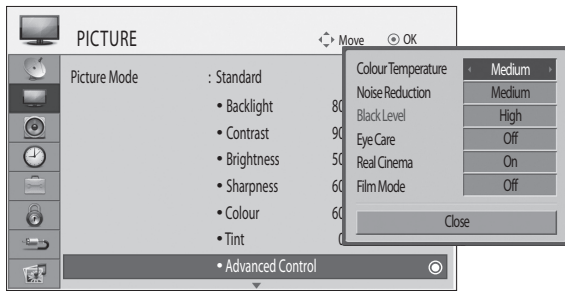 PICTURE
Move OK
Picture Mode : Standard
• Backlight 80
• Contrast 90
• Brightness 50
• Sharpness 60
• Colour 60
• Tint 0
• Advanced Control
Colour Temperature Medium
Noise Reduction Medium
Black Level High
Eye Care Off
Real Cinema On
Film Mode Off
Close